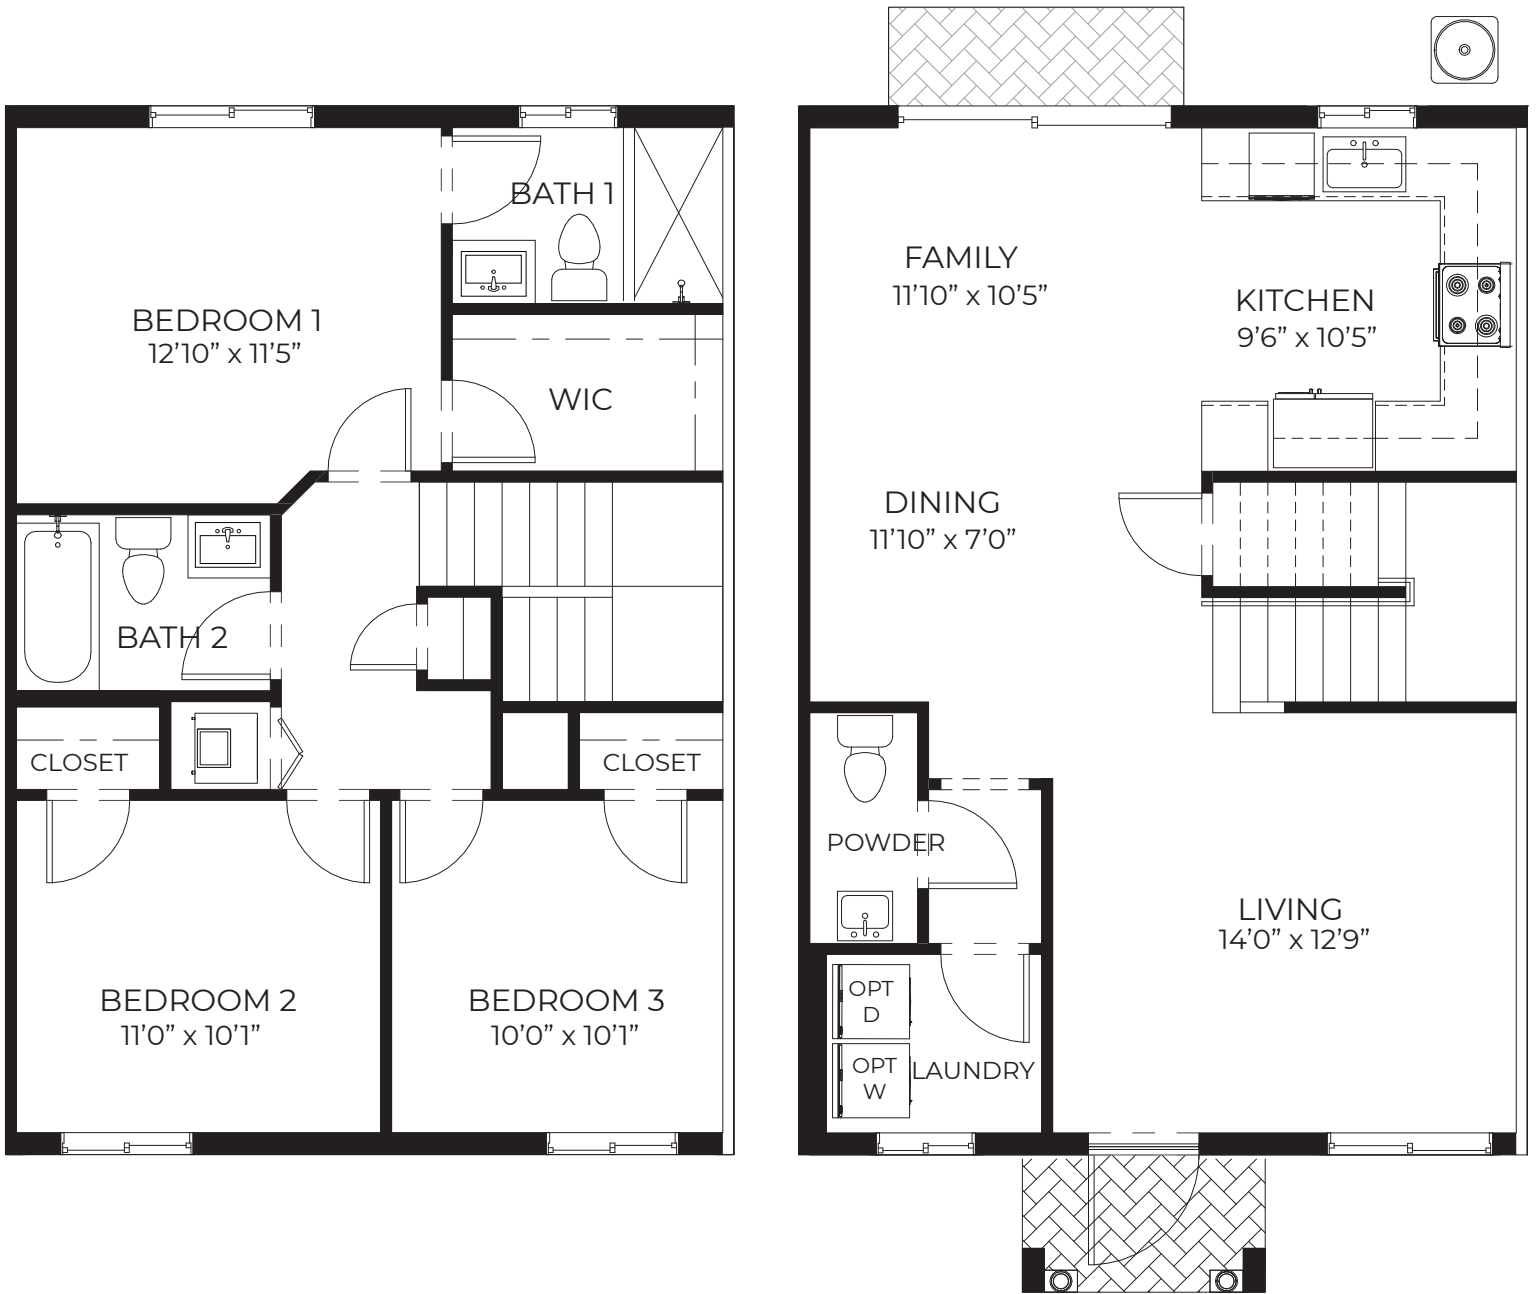 BATH 1
BEDROOM 1
12’10” x 11’5”
WIC
BATH 2
CLOSET
CLOSET
BEDROOM 2
11’0” x 10’1”
BEDROOM 3
10’0” x 10’1”
FAMILY
11’10” x 10’5”
KITCHEN
9’6” x 10’5”
DINING
11’10” x 7’0”
POWDER
LIVING
14’0” x 12’9”
OPT
D
OPT
W
LAUNDRY